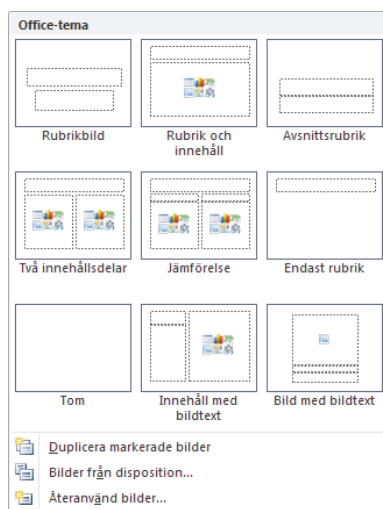 Office-tema
Rubrikbild
Rubrik och
innehåll
Avsnittsrubrik
Två innehållsdelar
Jämförelse
Endast rubrik
Tom
Innehåll med
bildtext
Bild med bildtext
Duplicera markerade bilder
Bilder från disposition...
Återanvänd bilder...